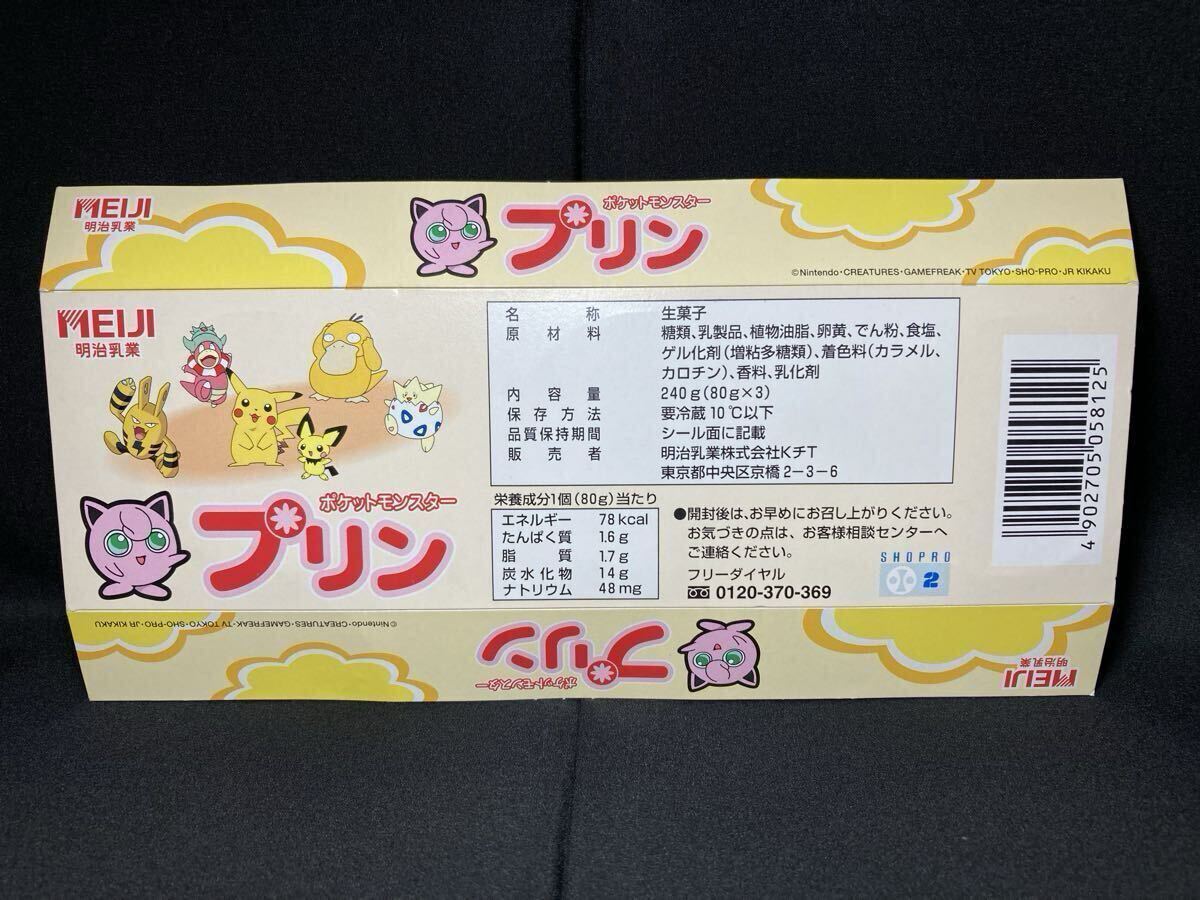 MEIJI
明治乳業
ポケットモンスター
プリン
©Nintendo・CREATURES・GAMEFREAK・TV TOKYO・SHO-PRO・JR KIKAKU
MEIJI
明治乳業
ポケットモンスター
プリン
名称 生菓子
原材料 糖類、乳製品、植物油脂、卵黄、でん粉、食塩、
ゲル化剤(増粘多糖類)、着色料(カラメル、
カロチン)、香料、乳化剤
内容量 240g(80g×3)
保存方法 要冷蔵10℃以下
品質保持期間 シール面に記載
販売者 明治乳業株式会社KチT
東京都中央区京橋2-3-6
栄養成分1個(80g)当たり
エネルギー 78kcal
たんぱく質 1.6g
脂質 1.7g
炭水化物 14g
ナトリウム 48mg
●開封後は、お早めにお召し上がりください。
お気づきの点は、お客様相談センターへ
ご連絡ください。
フリーダイヤル
0120-370-369
SHOPRO
2
4902705058125
©Nintendo・CREATURES・GAMEFREAK・TV TOKYO・SHO-PRO・JR KIKAKU
ポケットモンスター
プリン
MEIJI
明治乳業